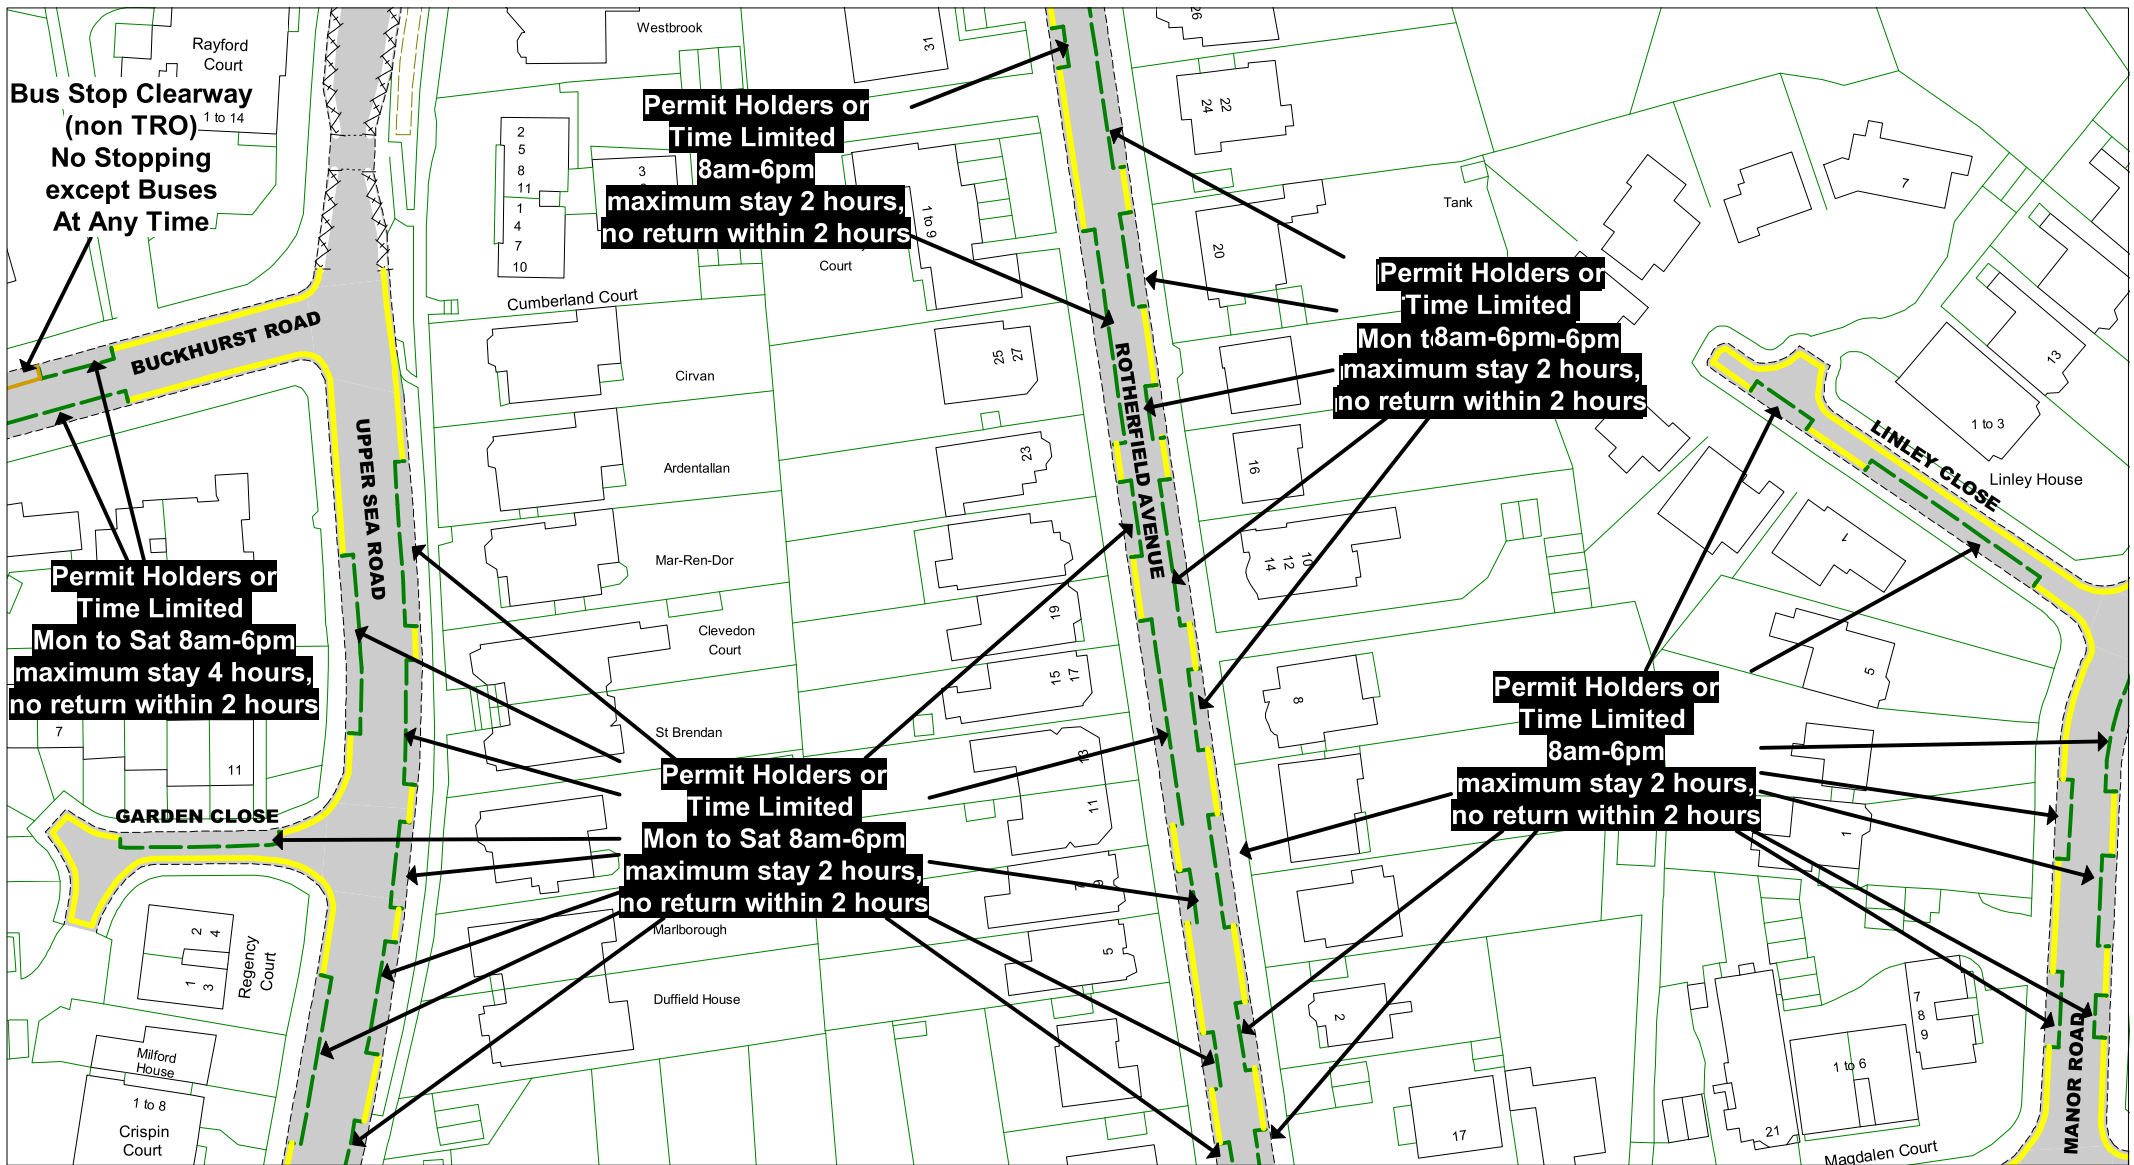 Westbrook
31
26
Rayford
Court
Bus Stop Clearway
(non TRO)
1 to 14
No Stopping
except Buses
At Any Time
Permit Holders or
Time Limited
8am-6pm
maximum stay 2 hours,
no return within 2 hours
2
5
8
11
1
4
7
10
3
1 to 9
Court
24
22
20
Tank
7
Cumberland Court
BUCKHURST ROAD
Permit Holders or
Time Limited
8am-6pm
maximum stay 2 hours,
no return within 2 hours
ROTHERFIELD AVENUE
25
27
Cirvan
13
1 to 3
LINLEY CLOSE
Linley House
UPPER SEA ROAD
Ardentallan
23
16
Mar-Ren-Dor
14
12
10
1
Permit Holders or
Time Limited
Mon to Sat 8am-6pm
maximum stay 4 hours,
no return within 2 hours
Clevedon
Court
19
15
17
8
5
St Brendan
7
11
13
11
Permit Holders or
Time Limited
Mon to Sat 8am-6pm
maximum stay 2 hours,
no return within 2 hours
Permit Holders or
Time Limited
8am-6pm
maximum stay 2 hours,
no return within 2 hours
GARDEN CLOSE
1
Marlborough
5
2
4
1
3
Regency
Court
Duffield House
2
7
8
9
Milford
House
1 to 8
Crispin
Court
1 to 6
17
21
Magdalen Court
MANOR ROAD